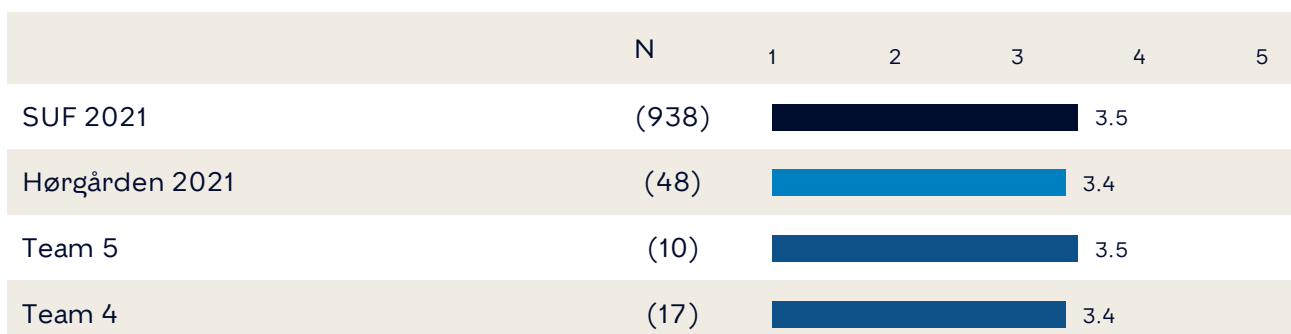 N 1 2 3 4 5
SUF 2021 (938) 3.5
Hørgården 2021 (48) 3.4
Team 5 (10) 3.5
Team 4 (17) 3.4